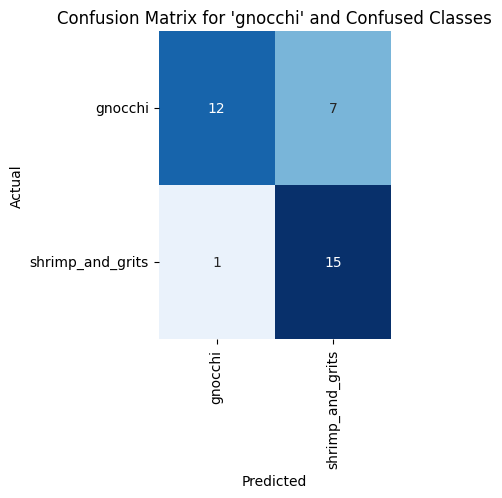 Confusion Matrix for 'gnocchi' and Confused Classes
gnocchi
12
7
Actual
shrimp_and_grits
1
15
gnocchi
shrimp_and_grits
Predicted